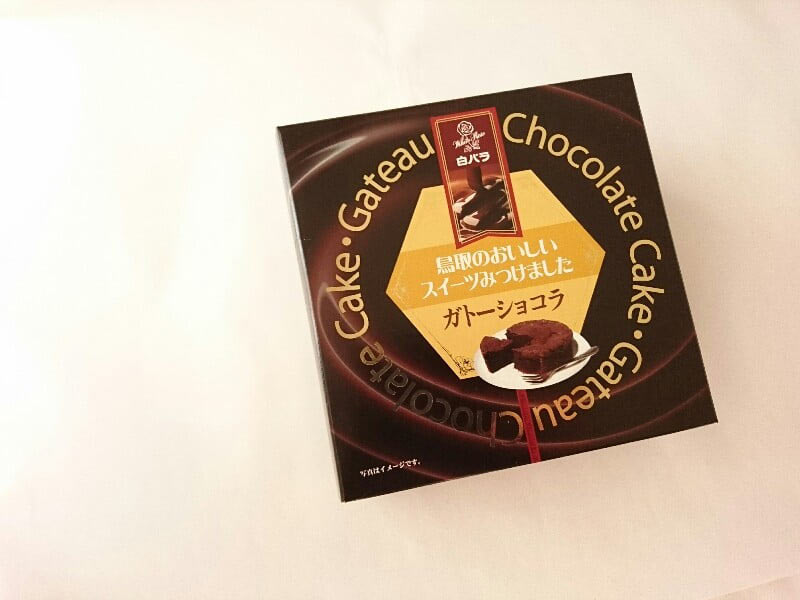 White Rose
白バラ
鳥取のおいしい
スイーツみつけました
ガトーショコラ
Gateau Chocolate Cake・Gateau Chocolate Cake・
写真はイメージです。